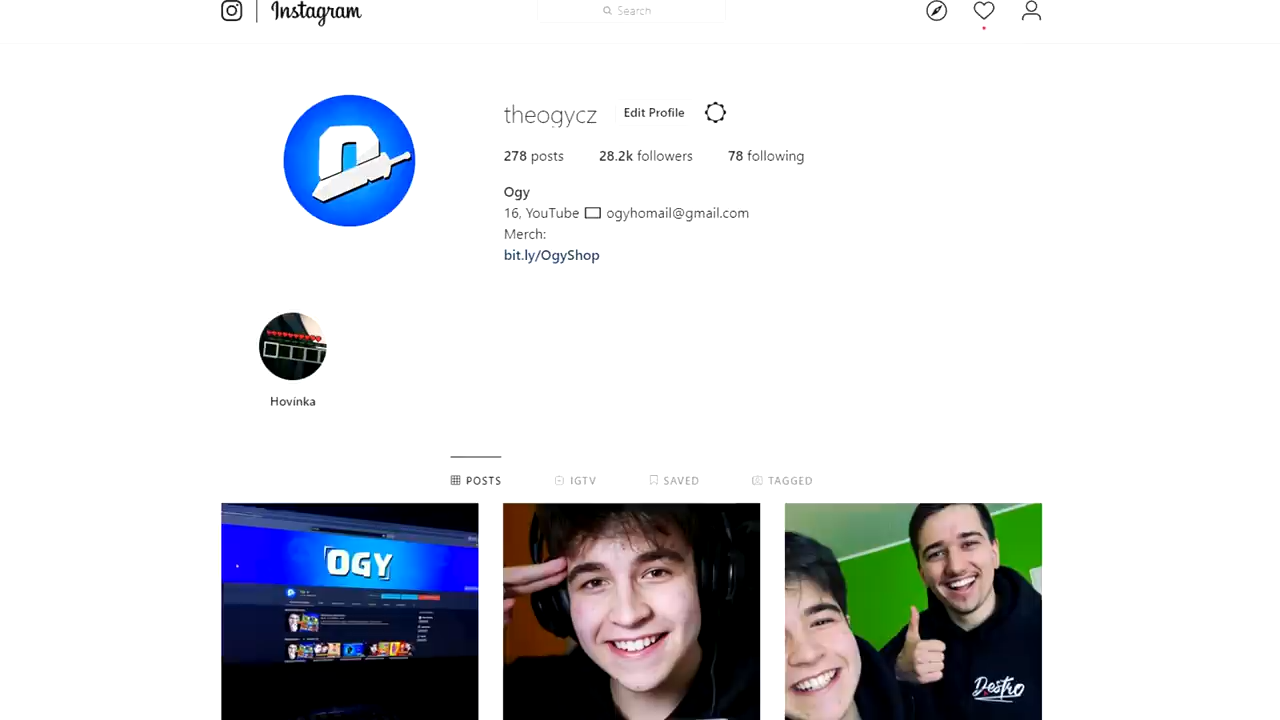 Instagram
Search
theogycz Edit Profile
278 posts 28.2k followers 78 following
Ogy
16, YouTube ogyhomail@gmail.com
Merch:
bit.ly/OgyShop
Hovínka
POSTS IGTV SAVED TAGGED
OGY
Destro